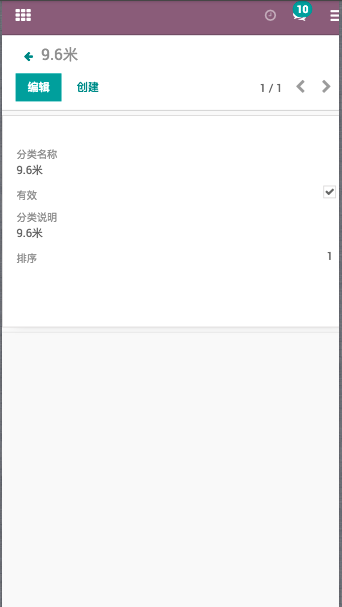 10
9.6米
编辑 创建 1 / 1
分类名称
9.6米
有效
分类说明
9.6米
排序 1